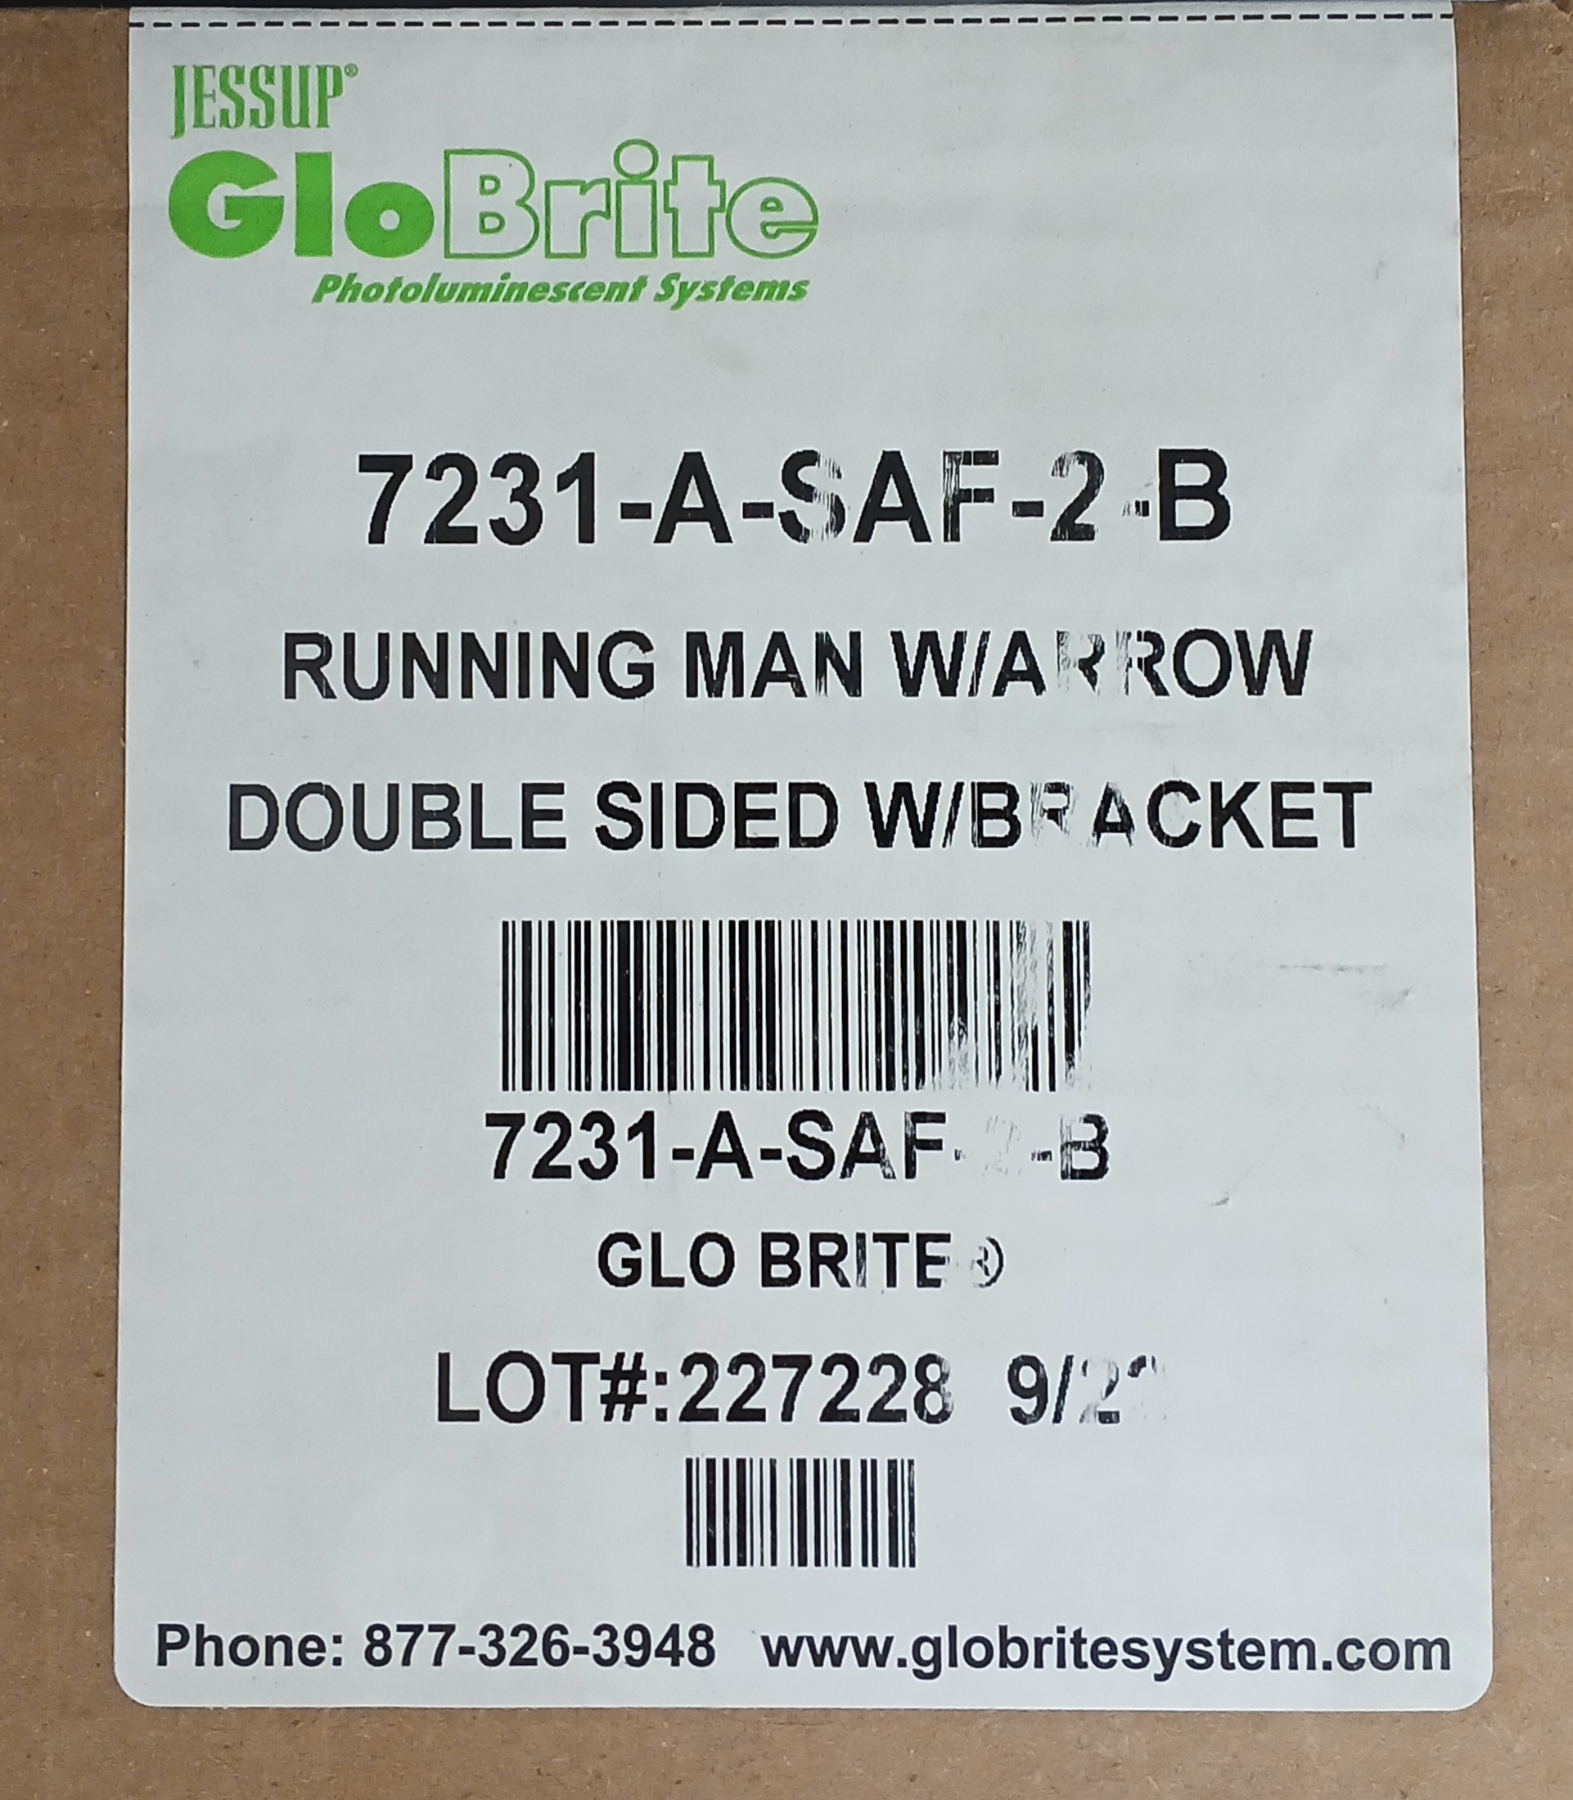 JESSUP®
GloBrite
Photoluminescent Systems
7231-A-SAF-2-B
RUNNING MAN W/ARROW
DOUBLE SIDED W/BRACKET
7231-A-SAF-2-B
GLO BRITE ®
LOT#:227228
Phone: 877-326-3948 www.globritesystem.com